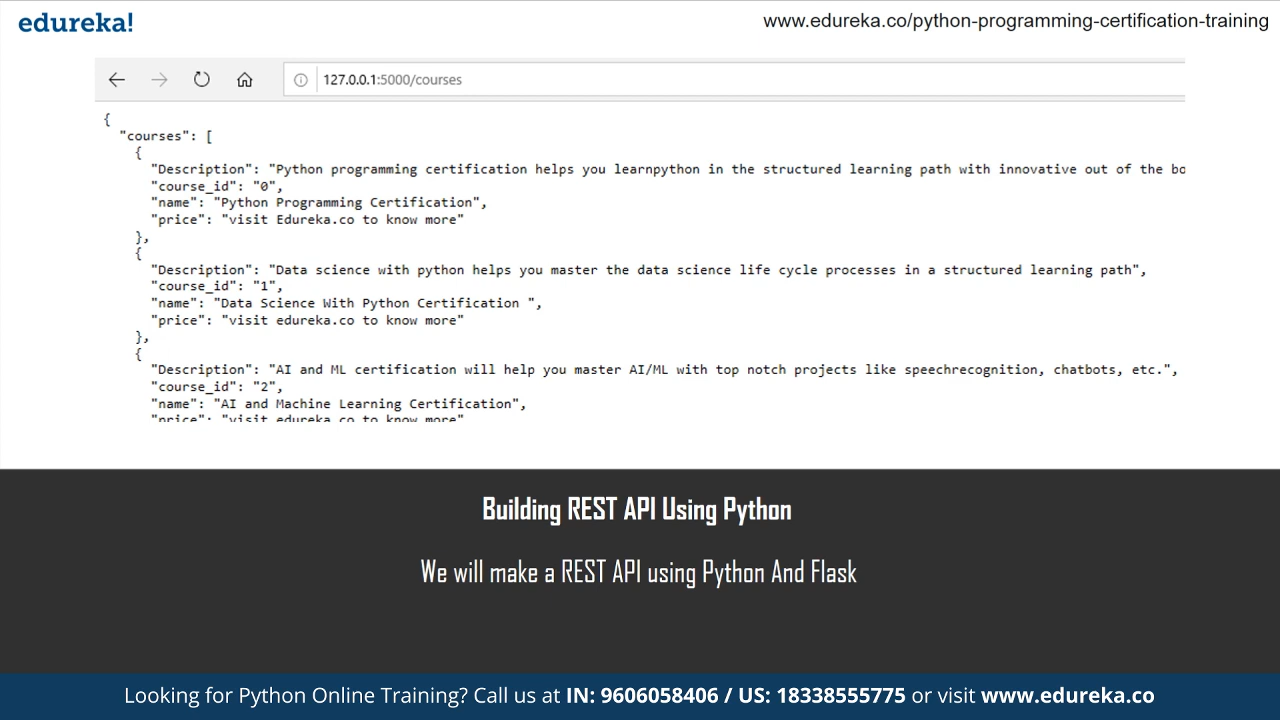 edureka!
www.edureka.co/python-programming-certification-training
127.0.0.1:5000/courses
{
"courses": [
{
"Description": "Python programming certification helps you learnpython in the structured learning path with innovative out of the bo
"course_id": "0",
"name": "Python Programming Certification",
"price": "visit Edureka.co to know more"
},
{
"Description": "Data science with python helps you master the data science life cycle processes in a structured learning path",
"course_id": "1",
"name": "Data Science With Python Certification ",
"price": "visit edureka.co to know more"
},
{
"Description": "AI and ML certification will help you master AI/ML with top notch projects like speechrecognition, chatbots, etc.",
"course_id": "2",
"name": "AI and Machine Learning Certification",
"price": "visit edureka.co to know more"
Building REST API Using Python
We will make a REST API using Python And Flask
Looking for Python Online Training? Call us at IN: 9606058406 / US: 18338555775 or visit www.edureka.co